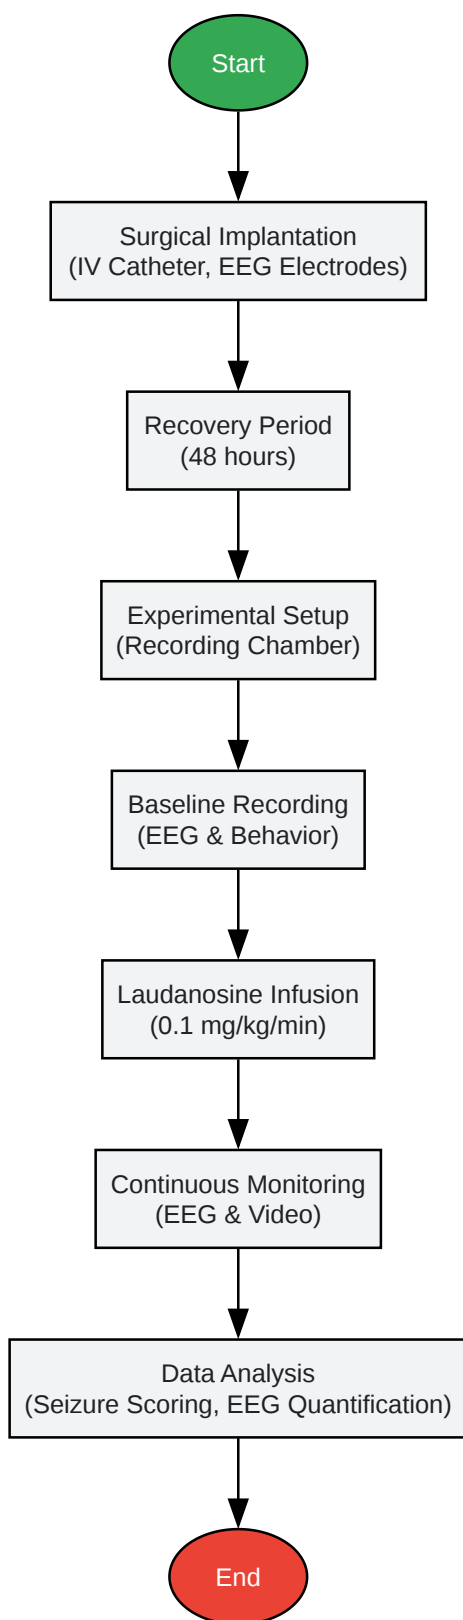 Start
Surgical Implantation
(IV Catheter, EEG Electrodes)
Recovery Period
(48 hours)
Experimental Setup
(Recording Chamber)
Baseline Recording
(EEG & Behavior)
Laudanosine Infusion
(0.1 mg/kg/min)
Continuous Monitoring
(EEG & Video)
Data Analysis
(Seizure Scoring, EEG Quantification)
End